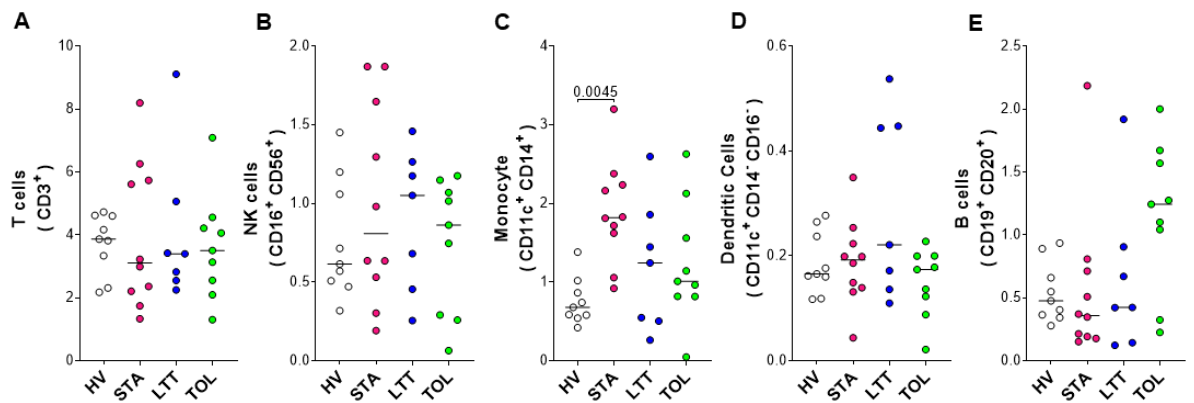 A
T cells
( CD3⁺)
10
8
6
4
2
0
HV
STA
LTT
TOL
B
NK cells
(CD16⁺ CD56⁺)
2.0
1.5
1.0
0.5
0.0
HV
STA
LTT
TOL
C
Monocyte
(CD11c⁺ CD14⁺)
4
3
2
1
0
0.0045
HV
STA
LTT
TOL
D
Dendritic Cells
(CD11c⁺ CD14⁻ CD16⁻)
0.6
0.4
0.2
0.0
HV
STA
LTT
TOL
E
B cells
( CD19⁺ CD20⁺)
2.5
2.0
1.5
1.0
0.5
0.0
HV
STA
LTT
TOL